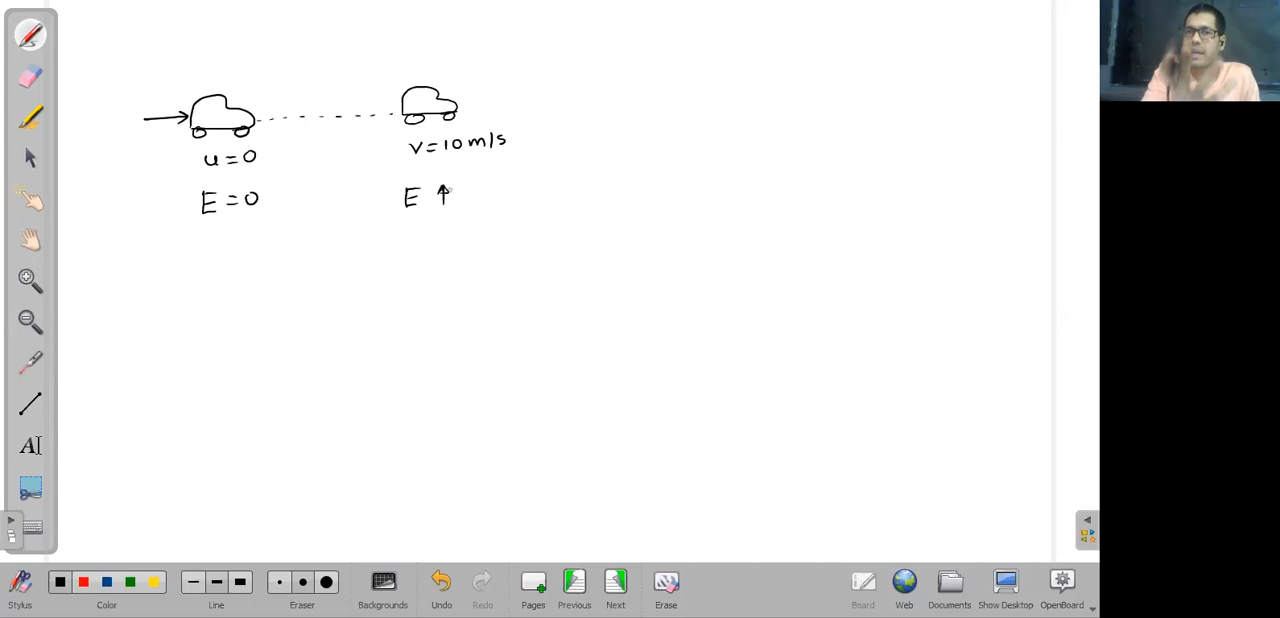 u = 0
v = 10 m/s
E = 0
E ↑
A
Stylus
Color
Line
Eraser
Backgrounds
Undo
Redo
Pages
Previous
Next
Erase
Board
Web
Documents
Show Desktop
OpenBoard